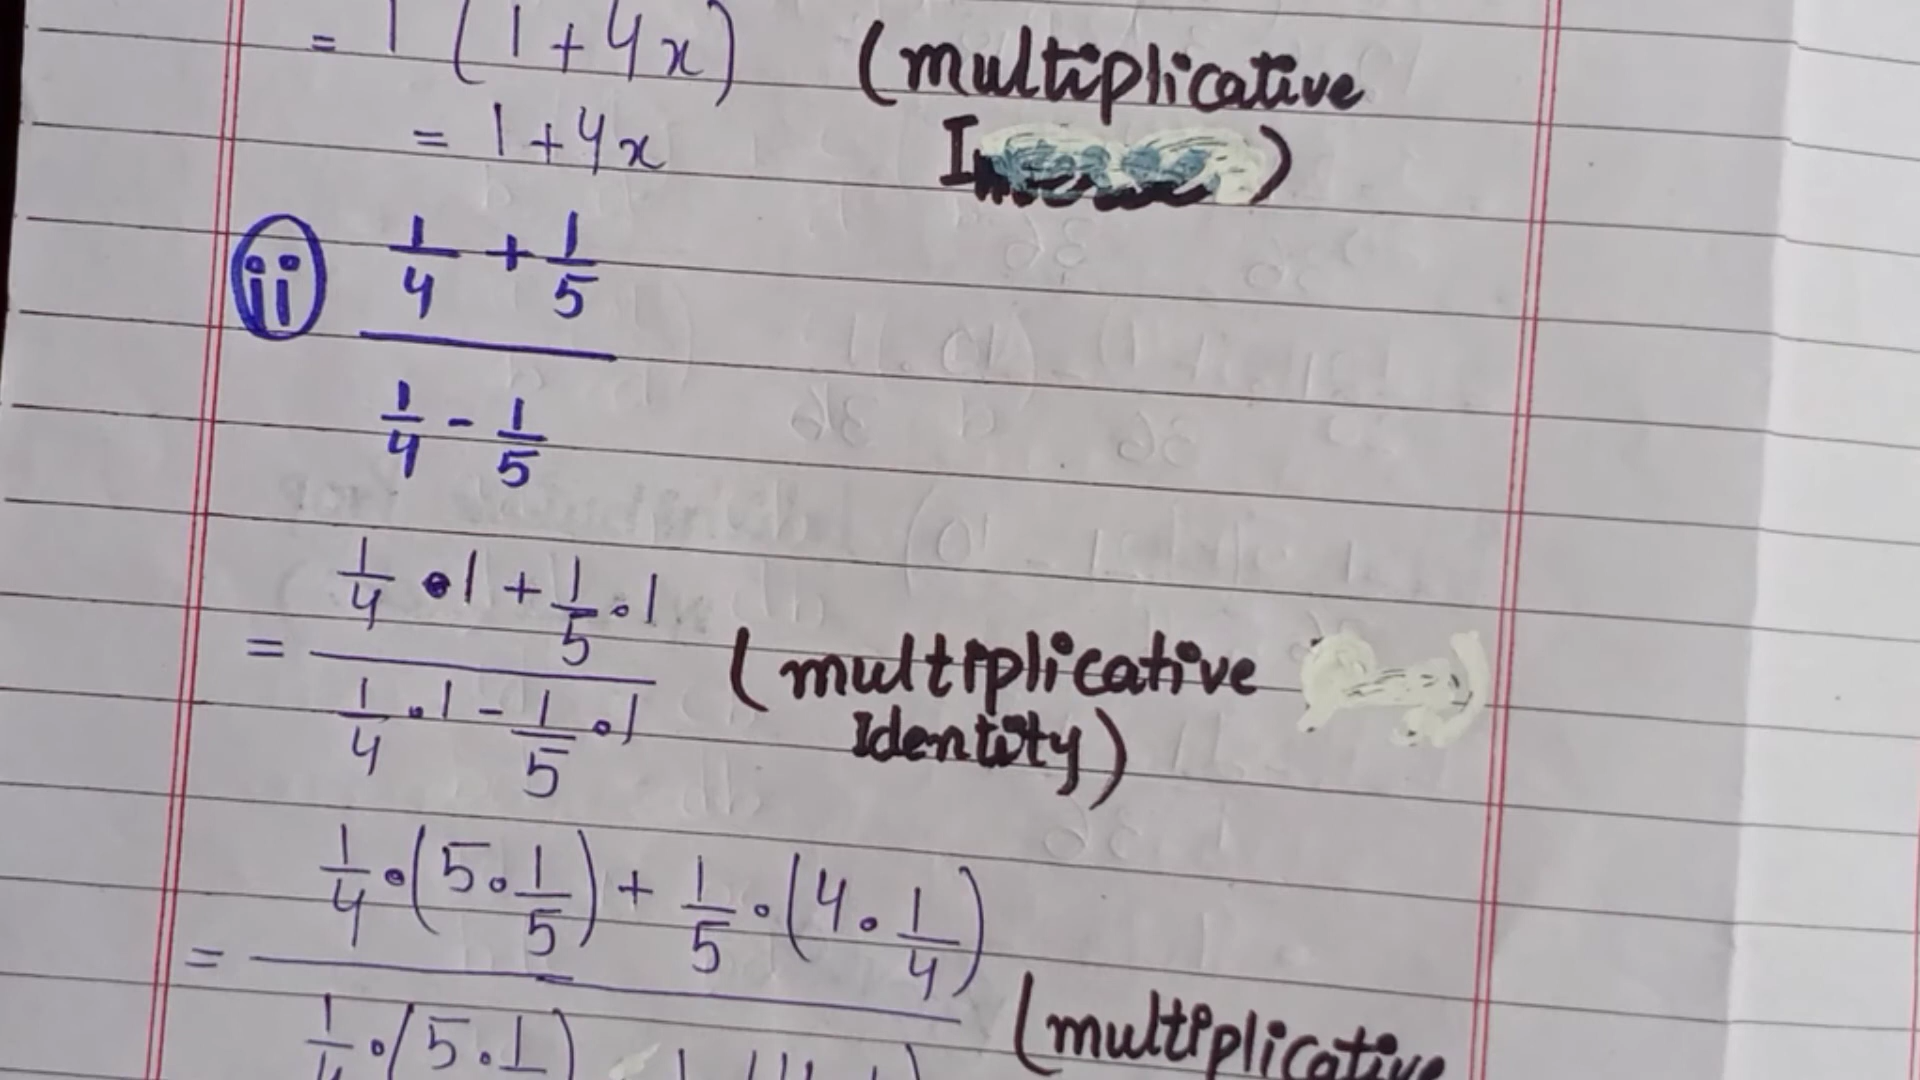 = 1 (1+4x) (multiplicative
= 1+4x I )
ii 1/4 + 1/5
1/4 - 1/5
1/4 • 1 + 1/5 • 1
= (multiplicative
1/4 • 1 - 1/5 • 1 Identity)
1/4 • (5 • 1/5) + 1/5 • (4 • 1/4)
=
(multiplicative